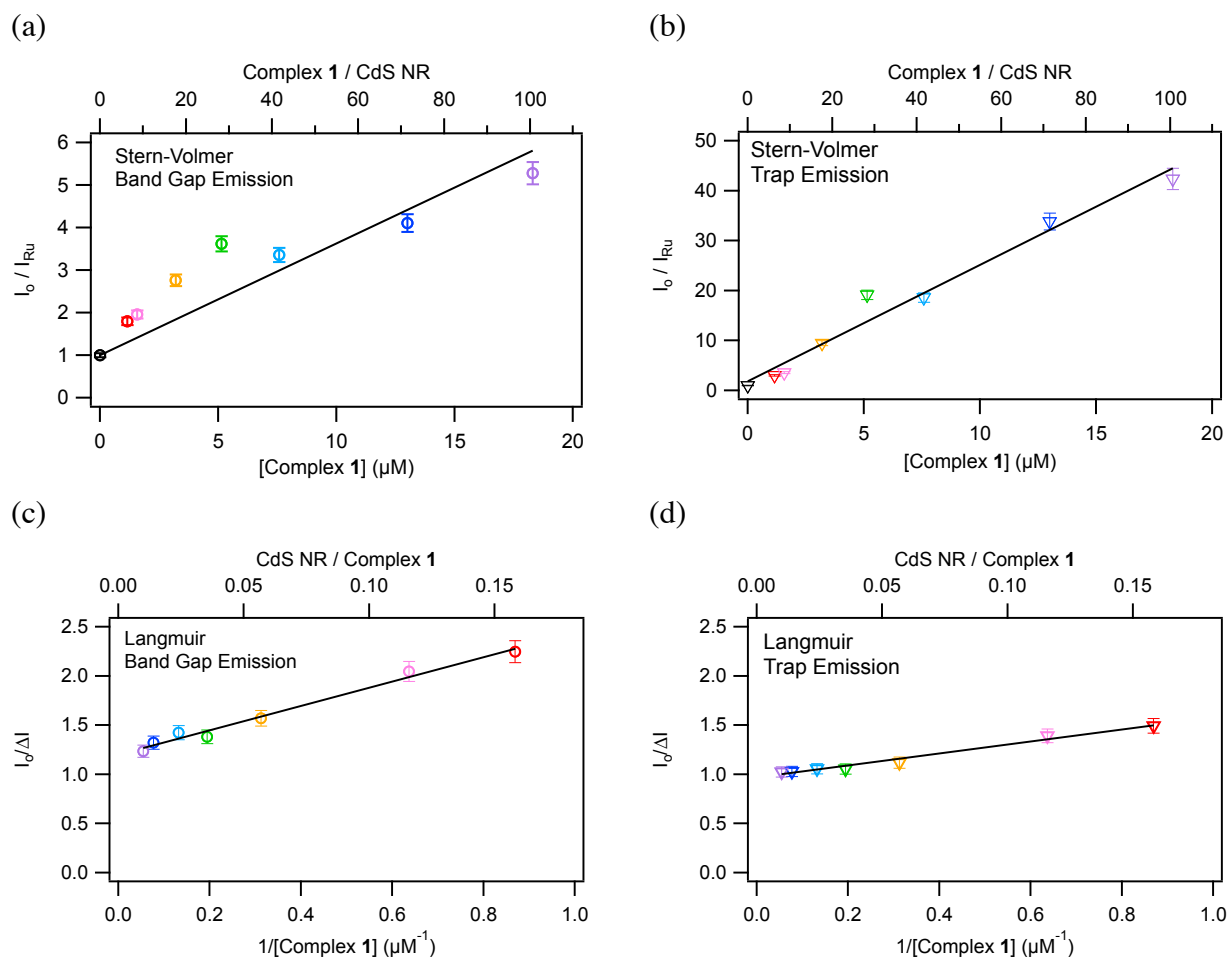 (a)
Complex 1 / CdS NR
0 20 40 60 80 100
Stern-Volmer
Band Gap Emission
I₀ / I_Ru
6
5
4
3
2
1
0
0 5 10 15 20
[Complex 1] (µM)
(b)
Complex 1 / CdS NR
0 20 40 60 80 100
Stern-Volmer
Trap Emission
I₀ / I_Ru
50
40
30
20
10
0
0 5 10 15 20
[Complex 1] (µM)
(c)
CdS NR / Complex 1
0.00 0.05 0.10 0.15
Langmuir
Band Gap Emission
I₀/ΔI
2.5
2.0
1.5
1.0
0.5
0.0
0.0 0.2 0.4 0.6 0.8 1.0
1/[Complex 1] (µM⁻¹)
(d)
CdS NR / Complex 1
0.00 0.05 0.10 0.15
Langmuir
Trap Emission
I₀/ΔI
2.5
2.0
1.5
1.0
0.5
0.0
0.0 0.2 0.4 0.6 0.8 1.0
1/[Complex 1] (µM⁻¹)